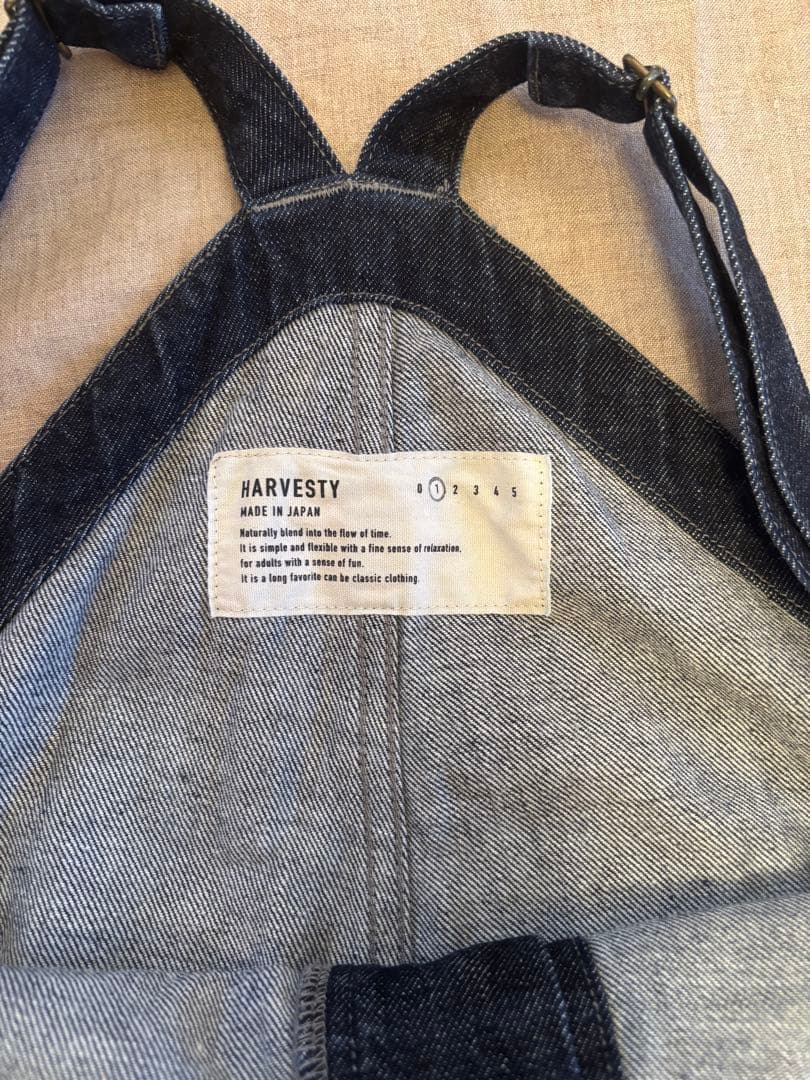 HARVESTY
0 1 2 3 4 5
MADE IN JAPAN
Naturally blend into the flow of time.
It is simple and flexible with a fine sense of relaxation,
for adults with a sense of fun.
It is a long favorite can be classic clothing.